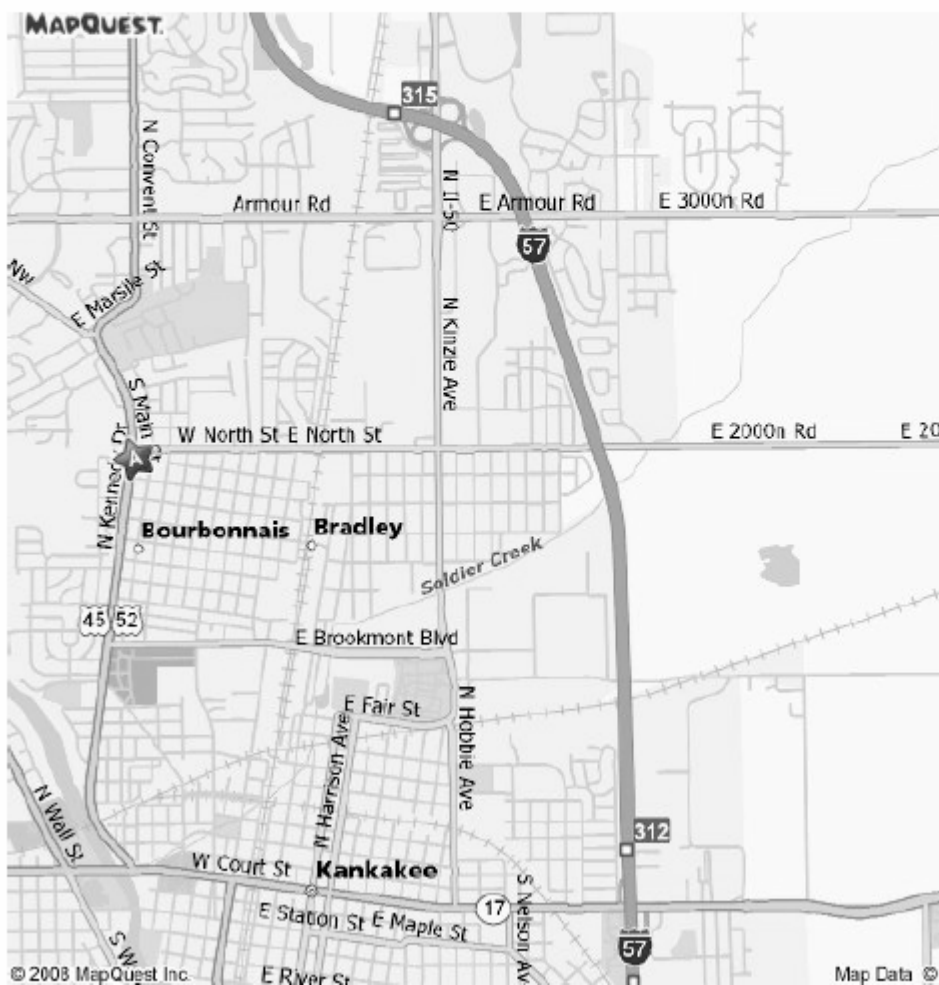 MAPQUEST.
315
N Convent St
N Il-50
Armour Rd
E Armour Rd
E 3000n Rd
57
Nw
E Marsile St
N Kinzie Ave
S Main St
W North St
E North St
E 2000n Rd
E 20
A
N Kennedy Dr
Bourbonnais
Bradley
Soldier Creek
45
52
E Brookmont Blvd
E Fair St
N Hobbie Ave
N Harrison Ave
N Wall St
312
W Court St
Kankakee
S Nelson Av
17
E Station St
E Maple St
S W
57
© 2008 MapQuest Inc.
E River St
Map Data ©